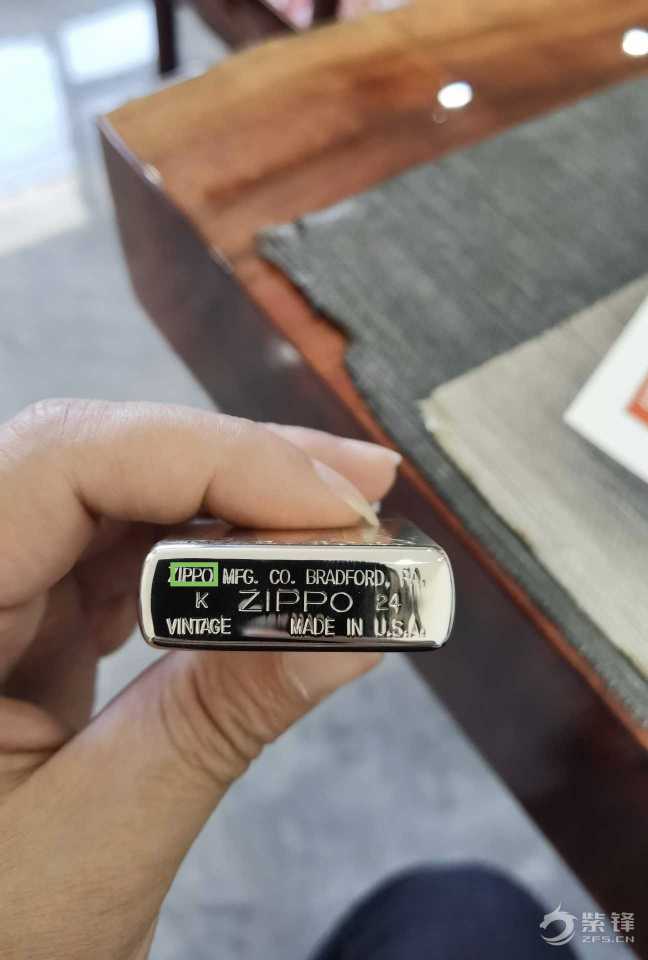 ZIPPO MFG. CO. BRADFORD, PA.
K ZIPPO 24
VINTAGE MADE IN U.S.A.
紫锋
ZFS.CN